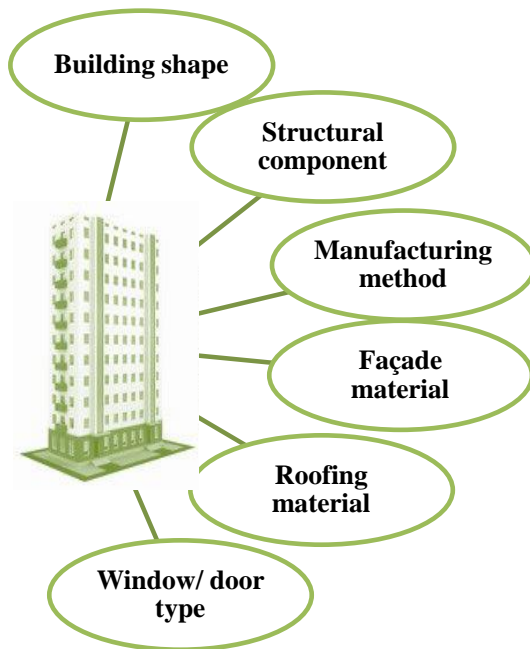 Building shape
Structural
component
Manufacturing
method
Façade
material
Roofing
material
Window/ door
type